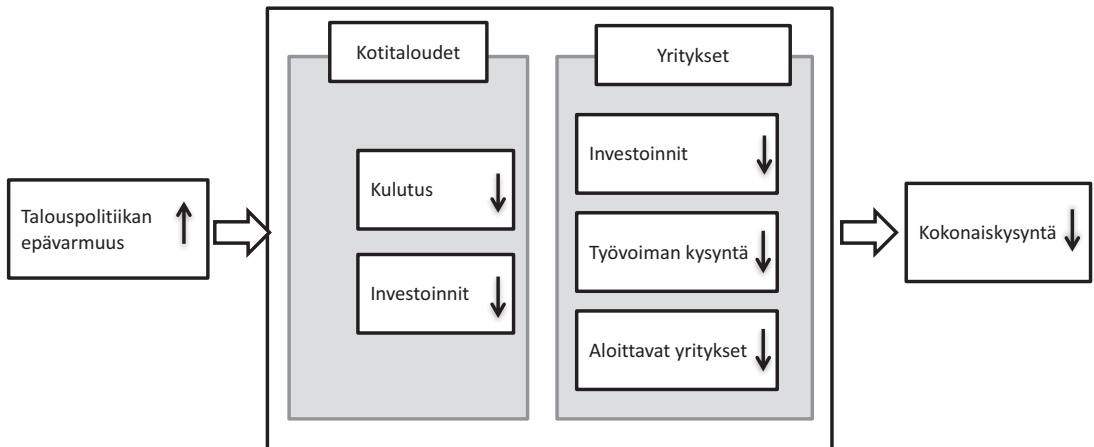 Talouspolitiikan
epävarmuus
Kotitaloudet
Kulutus
Investoinnit
Yritykset
Investoinnit
Työvoiman kysyntä
Aloittavat yritykset
Kokonaiskysyntä